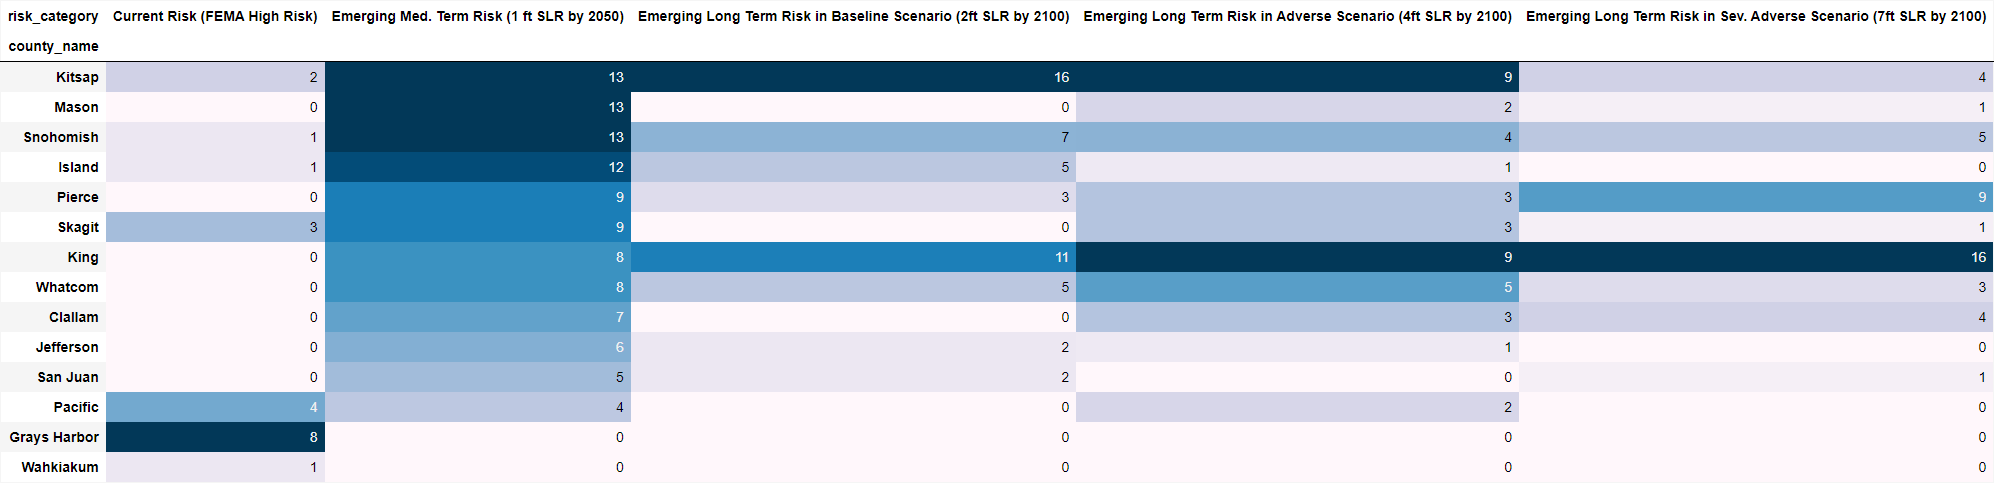 risk_category Current Risk (FEMA High Risk) Emerging Med. Term Risk (1 ft SLR by 2050) Emerging Long Term Risk in Baseline Scenario (2ft SLR by 2100) Emerging Long Term Risk in Adverse Scenario (4ft SLR by 2100) Emerging Long Term Risk in Sev. Adverse Scenario (7ft SLR by 2100)
county_name
Kitsap 2 13 16 9 4
Mason 0 13 0 2 1
Snohomish 1 13 7 4 5
Island 1 12 5 1 0
Pierce 0 9 3 3 9
Skagit 3 9 0 3 1
King 0 8 11 9 16
Whatcom 0 8 5 5 3
Clallam 0 7 0 3 4
Jefferson 0 6 2 1 0
San Juan 0 5 2 0 1
Pacific 4 4 0 2 0
Grays Harbor 8 0 0 0 0
Wahkiakum 1 0 0 0 0